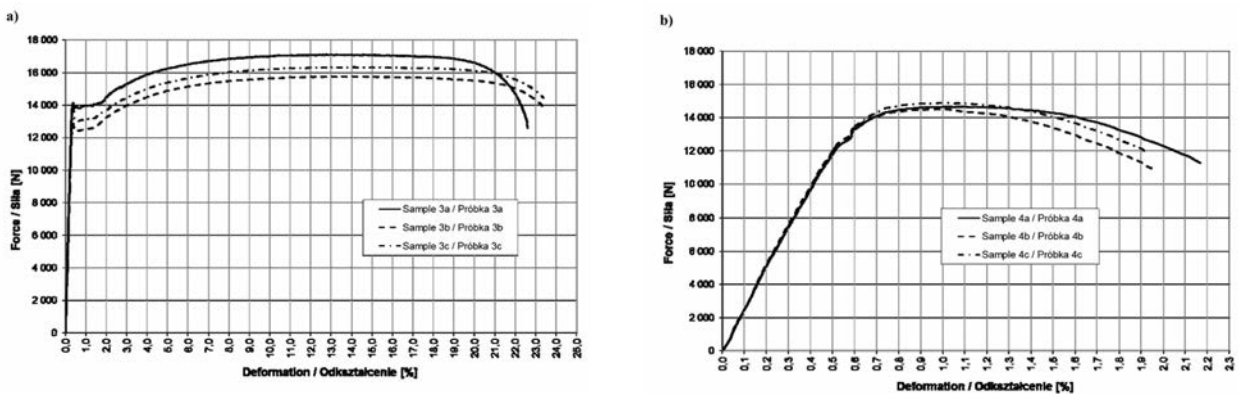 a)
18 000
16 000
14 000
12 000
10 000
8 000
6 000
4 000
2 000
0
Force / Siła [N]
Sample 3a / Próbka 3a
Sample 3b / Próbka 3b
Sample 3c / Próbka 3c
0,0 1,0 2,0 3,0 4,0 5,0 6,0 7,0 8,0 9,0 10,0 11,0 12,0 13,0 14,0 15,0 16,0 17,0 18,0 19,0 20,0 21,0 22,0 23,0 24,0 25,0
Deformation / Odkształcenie [%]
b)
18 000
16 000
14 000
12 000
10 000
8 000
6 000
4 000
2 000
0
Force / Siła [N]
Sample 4a / Próbka 4a
Sample 4b / Próbka 4b
Sample 4c / Próbka 4c
0,0 0,1 0,2 0,3 0,4 0,5 0,6 0,7 0,8 0,9 1,0 1,1 1,2 1,3 1,4 1,5 1,6 1,7 1,8 1,9 2,0 2,1 2,2 2,3
Deformation / Odkształcenie [%]